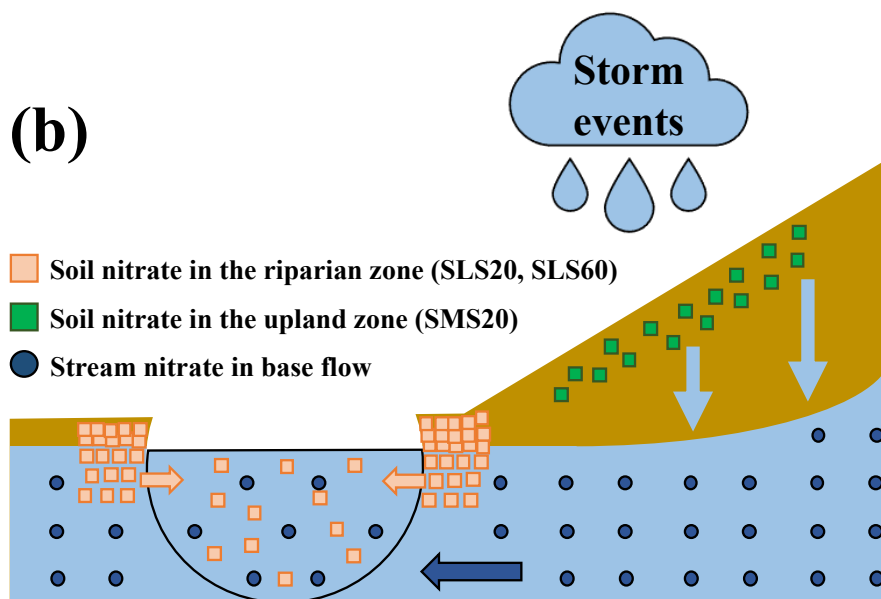 Storm
events
(b)
Soil nitrate in the riparian zone (SLS20, SLS60)
Soil nitrate in the upland zone (SMS20)
Stream nitrate in base flow